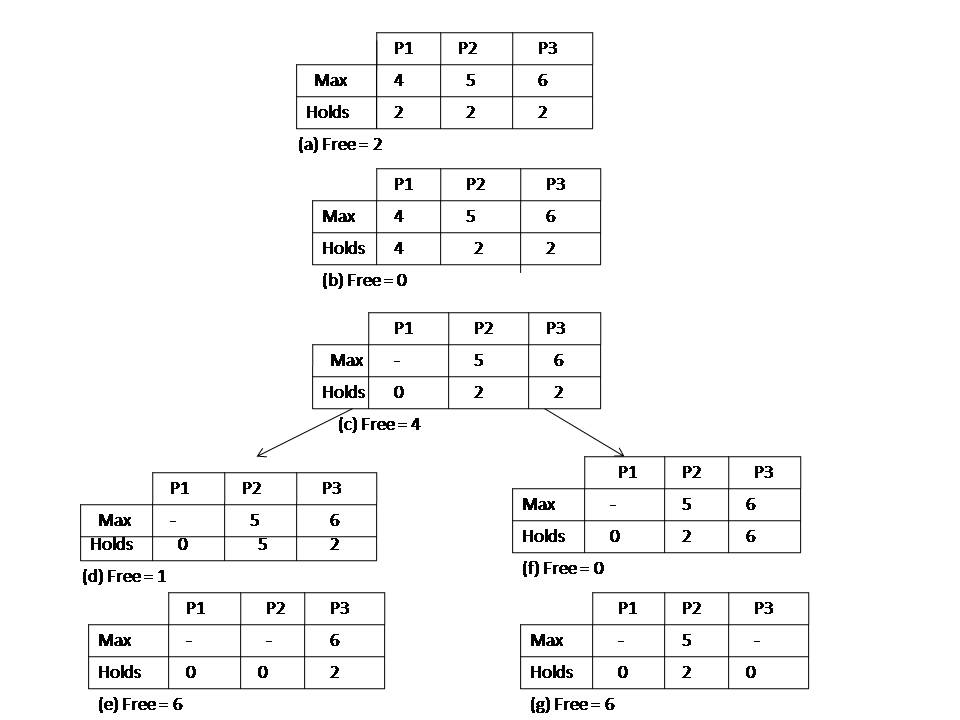 P1 P2 P3
Max 4 5 6
Holds 2 2 2
(a) Free = 2
P1 P2 P3
Max 4 5 6
Holds 4 2 2
(b) Free = 0
P1 P2 P3
Max - 5 6
Holds 0 2 2
(c) Free = 4
P1 P2 P3
Max - 5 6
Holds 0 5 2
(d) Free = 1
P1 P2 P3
Max - 5 6
Holds 0 2 6
(f) Free = 0
P1 P2 P3
Max - - 6
Holds 0 0 2
(e) Free = 6
P1 P2 P3
Max - 5 -
Holds 0 2 0
(g) Free = 6